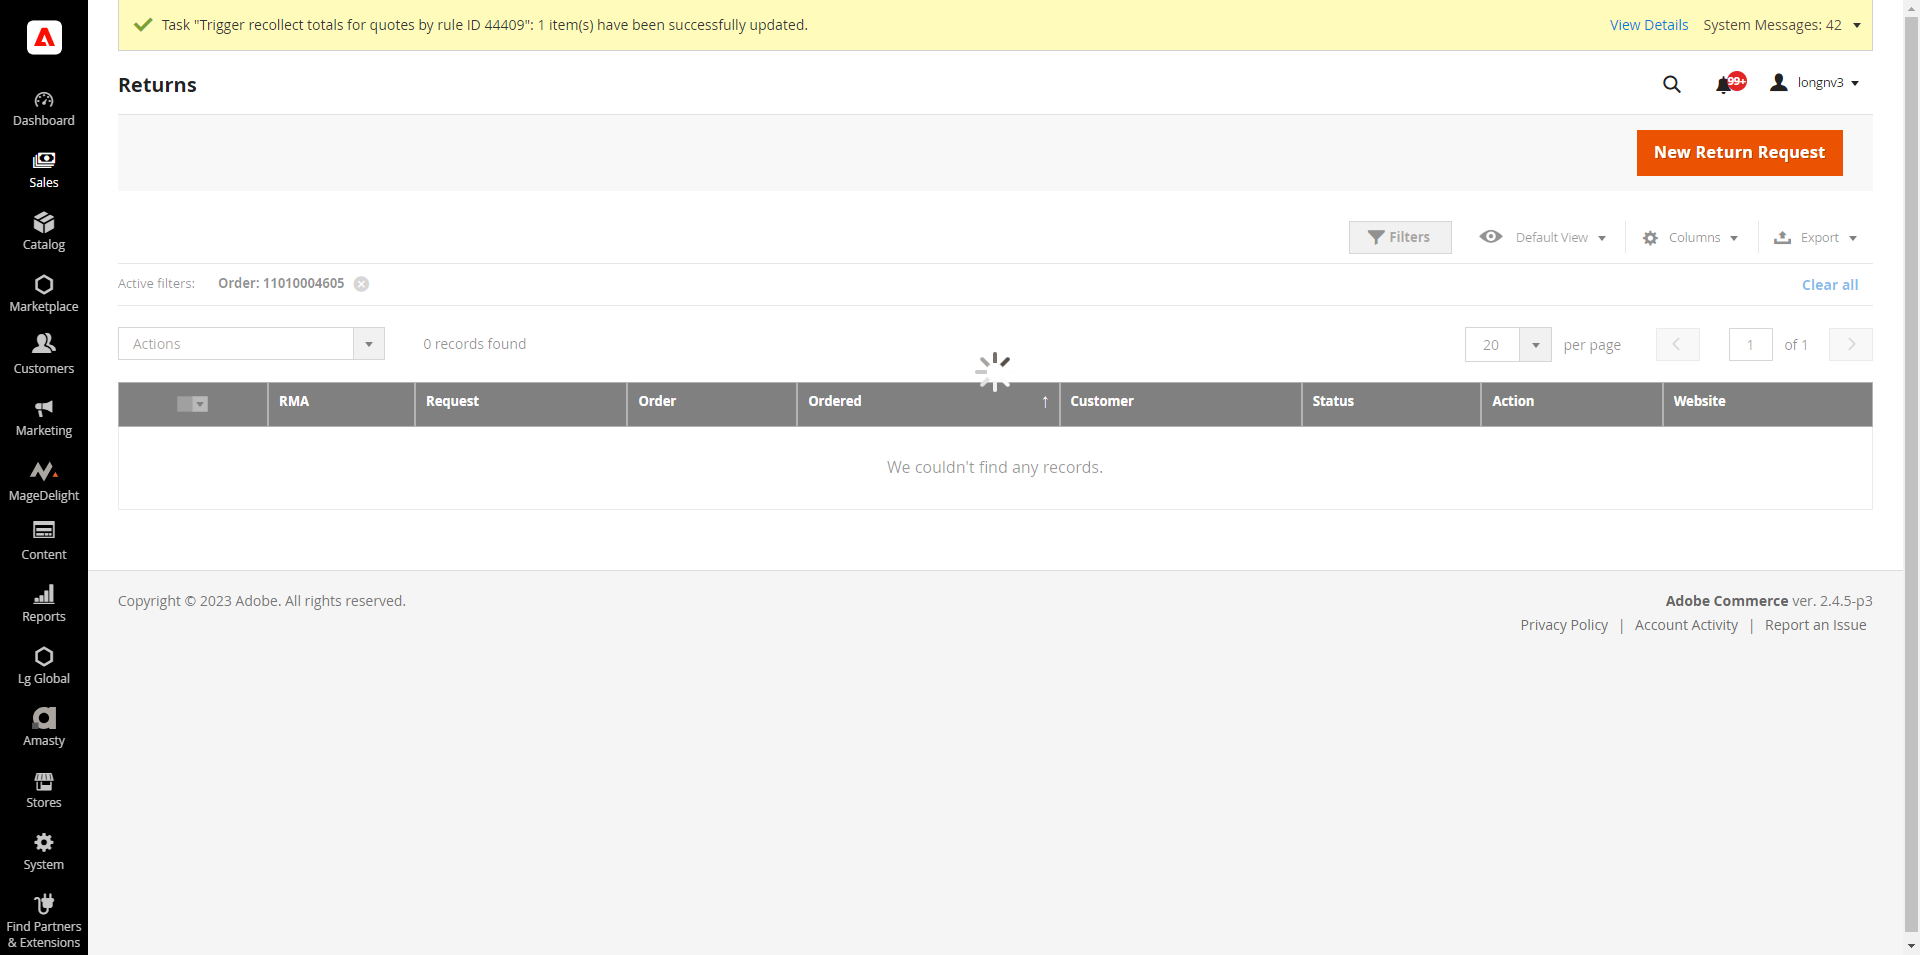 Task "Trigger recollect totals for quotes by rule ID 44409": 1 item(s) have been successfully updated.
View Details
System Messages: 42
Returns
99+
longnv3
New Return Request
Filters
Default View
Columns
Export
Active filters:
Order: 11010004605
Clear all
Actions
0 records found
20
per page
1
of 1
RMA
Request
Order
Ordered
↑
Customer
Status
Action
Website
We couldn't find any records.
Dashboard
Sales
Catalog
Marketplace
Customers
Marketing
MageDelight
Content
Reports
Lg Global
Amasty
Stores
System
Find Partners
& Extensions
Copyright © 2023 Adobe. All rights reserved.
Adobe Commerce ver. 2.4.5-p3
Privacy Policy | Account Activity | Report an Issue